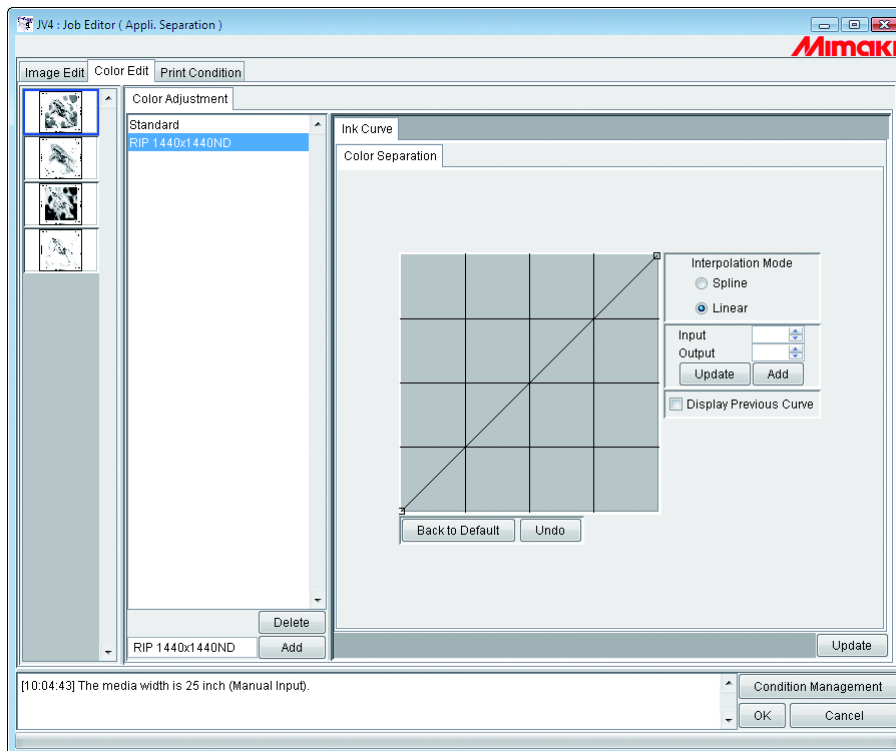 JV4 : Job Editor ( Appli. Separation )
Mimaki
Image Edit Color Edit Print Condition
Color Adjustment
Standard
RIP 1440x1440ND
Ink Curve
Color Separation
Interpolation Mode
Spline
Linear
Input
Output
Update Add
Display Previous Curve
Back to Default Undo
Delete
RIP 1440x1440ND Add
Update
[10:04:43] The media width is 25 inch (Manual Input).
Condition Management
OK Cancel